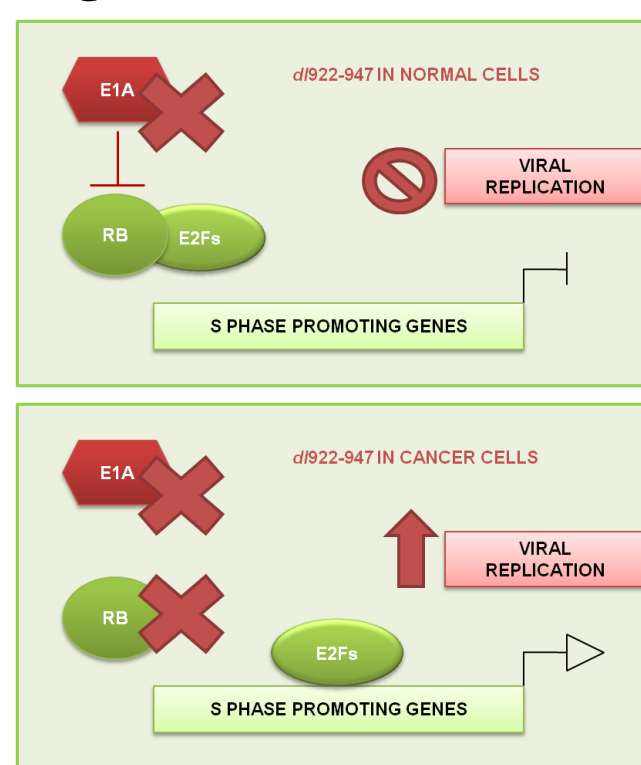 E1A
dl922-947 IN NORMAL CELLS
VIRAL
REPLICATION
RB
E2Fs
S PHASE PROMOTING GENES
E1A
dl922-947 IN CANCER CELLS
VIRAL
REPLICATION
RB
E2Fs
S PHASE PROMOTING GENES